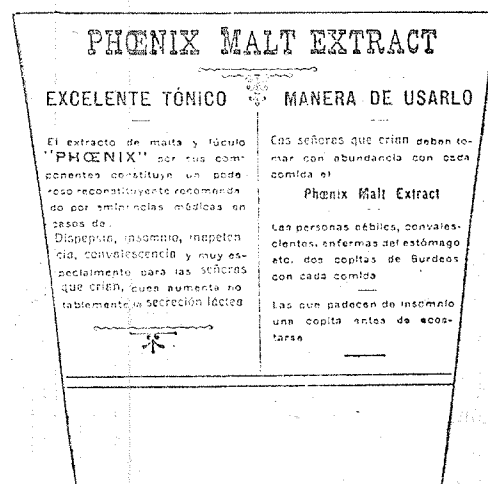 PHŒNIX MALT EXTRACT
EXCELENTE TÓNICO
El extracto de malta y lúculo
"PHŒNIX" por sus com-
ponentes constituye un pode-
roso reconstituyente recomenda-
do por eminencias médicas en
casos de:
Dispepsia, insomnio, inapeten-
cia, convalescencia y muy es-
pecialmente para las señoras
que crian, pues aumenta no-
tablemente la secreción láctea
MANERA DE USARLO
Las señoras que crian deben to-
mar con abundancia con cada
comida el
Phœnix Malt Extract
Las personas débiles, convales-
cientes, enfermas del estómago
etc. dos copitas de Burdeos
con cada comida
Las que padecen de insomnio
una copita antes de acos-
tarse